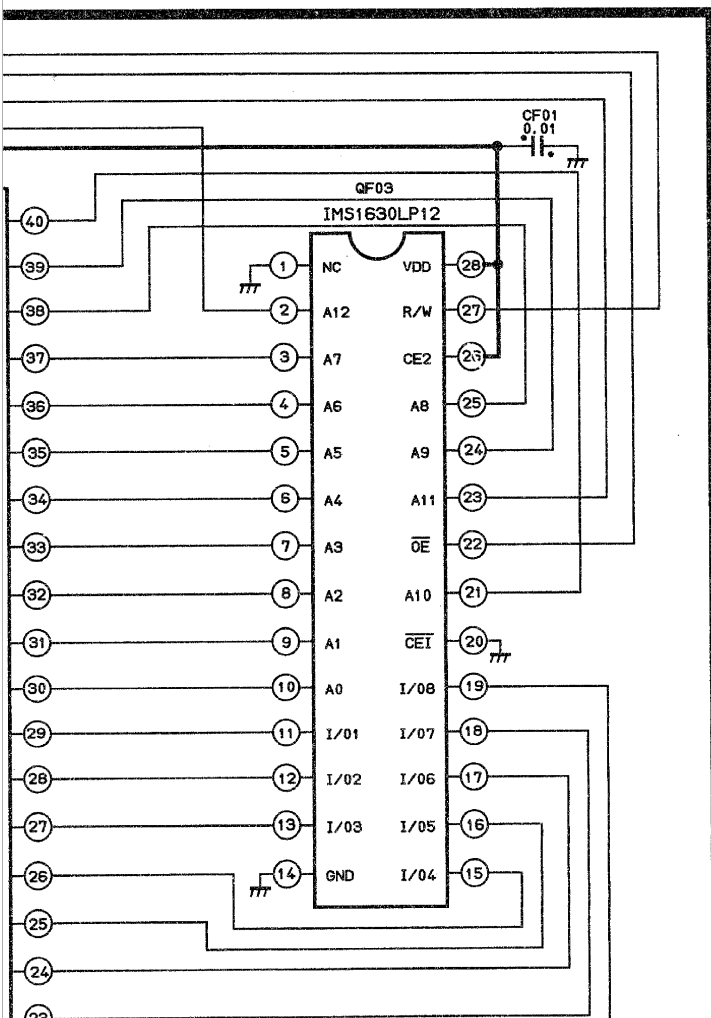 CF01
0.01
QF03
IMS1630LP12
40
39
38
37
36
35
34
33
32
31
30
29
28
27
26
25
24
23
1 NC VDD 28
2 A12 R/W 27
3 A7 CE2 26
4 A6 A8 25
5 A5 A9 24
6 A4 A11 23
7 A3 OE 22
8 A2 A10 21
9 A1 CEI 20
10 A0 I/08 19
11 I/01 I/07 18
12 I/02 I/06 17
13 I/03 I/05 16
14 GND I/04 15